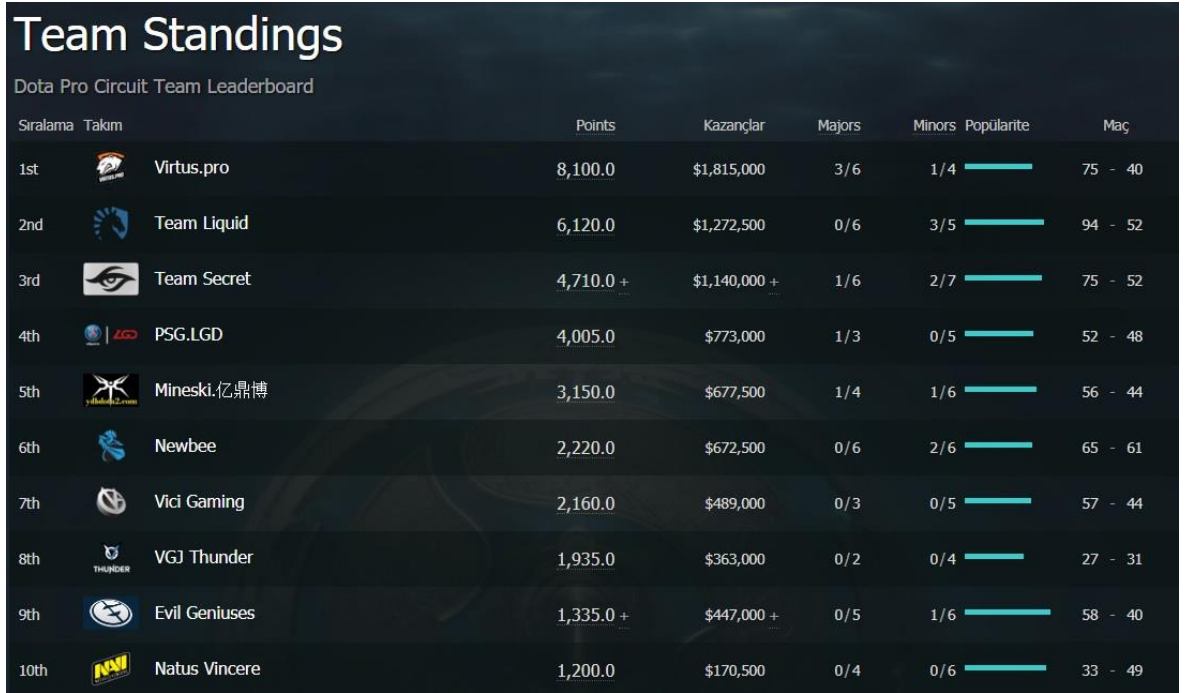 Team Standings
Dota Pro Circuit Team Leaderboard
Sıralama Takım Points Kazançlar Majors Minors Popülarite Maç
1st VIRTUS.PRO Virtus.pro 8,100.0 $1,815,000 3/6 1/4 75 - 40
2nd Team Liquid 6,120.0 $1,272,500 0/6 3/5 94 - 52
3rd Team Secret 4,710.0 + $1,140,000 + 1/6 2/7 75 - 52
4th LGD PSG.LGD 4,005.0 $773,000 1/3 0/5 52 - 48
5th Mineski.亿鼎博 3,150.0 $677,500 1/4 1/6 56 - 44
6th Newbee 2,220.0 $672,500 0/6 2/6 65 - 61
7th Vici Gaming 2,160.0 $489,000 0/3 0/5 57 - 44
8th THUNDER VGJ Thunder 1,935.0 $363,000 0/2 0/4 27 - 31
9th Evil Geniuses 1,335.0 + $447,000 + 0/5 1/6 58 - 40
10th NAVI Natus Vincere 1,200.0 $170,500 0/4 0/6 33 - 49